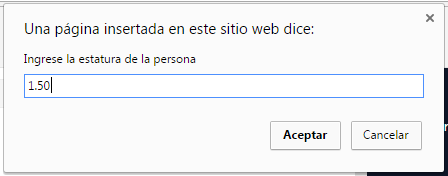 Una página insertada en este sitio web dice:
Ingrese la estatura de la persona
1.50
Aceptar Cancelar